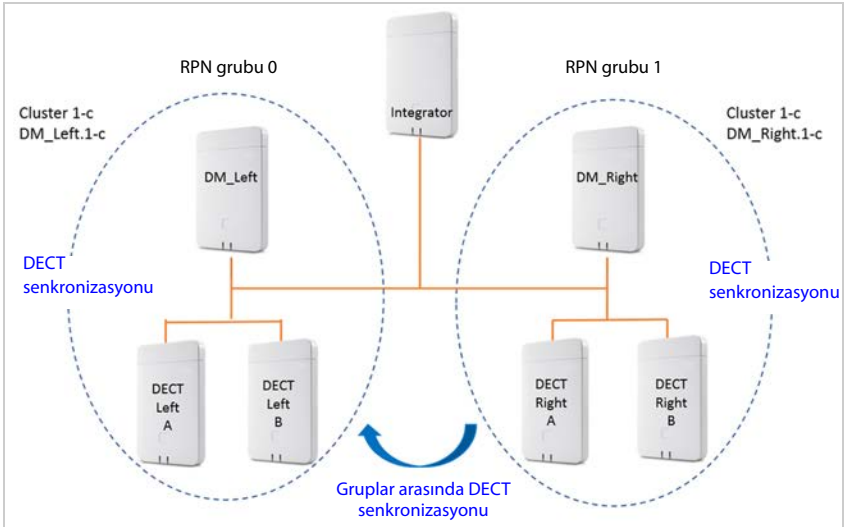 RPN grubu 0
RPN grubu 1
Integrator
Cluster 1-c
DM_Left.1-c
Cluster 1-c
DM_Right.1-c
DM_Left
DM_Right
DECT
senkronizasyonu
DECT
senkronizasyonu
DECT
Left
A
DECT
Left
B
DECT
Right
A
DECT
Right
B
Gruplar arasında DECT
senkronizasyonu